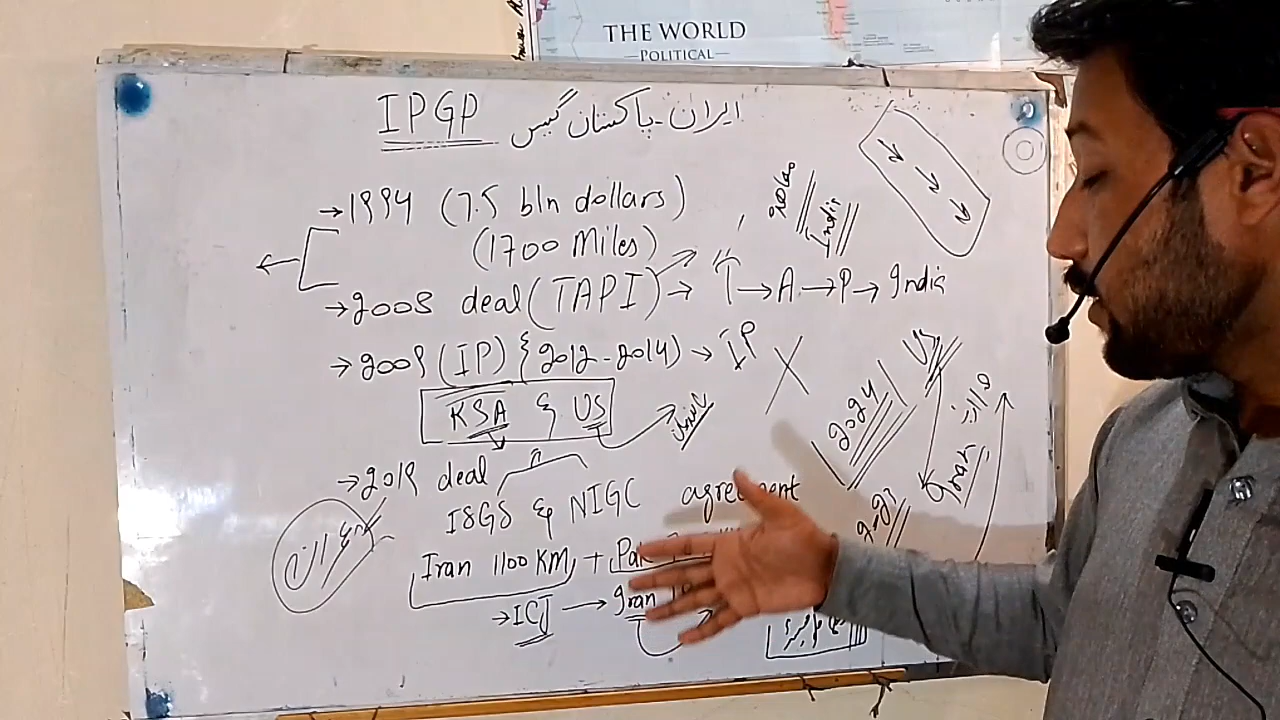 THE WORLD
POLITICAL
IPGP ایران-پاکستان گیس
→1994 (7.5 bln dollars)
(1700 Miles)
India
→2008 deal (TAPI) → T → A → P → India
→2009 (IP) {2012-2014) → IP
KSA & US
US
2024
Iran
→2019 deal
ISGS & NIGC agreement
Iran 1100 KM + Pak
→ICJ → Iran